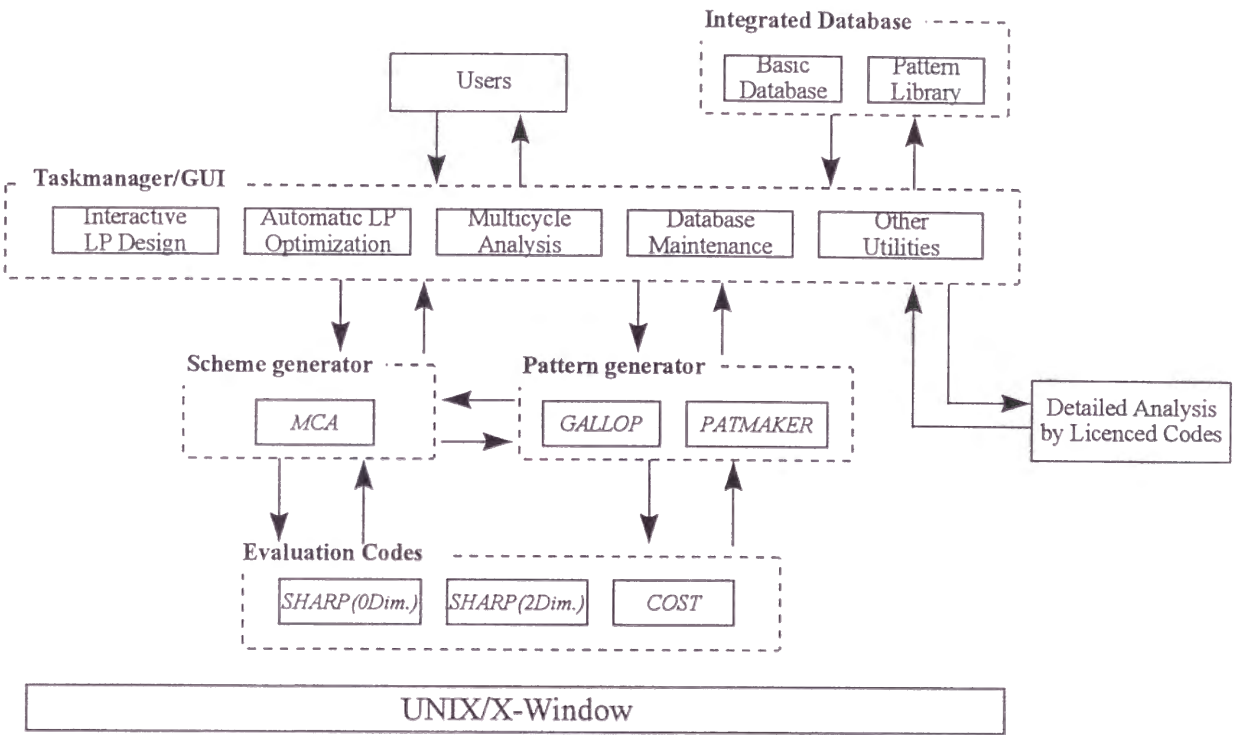 Integrated Database
Basic
Database
Pattern
Library
Users
Taskmanager/GUI
Interactive
LP Design
Automatic LP
Optimization
Multicycle
Analysis
Database
Maintenance
Other
Utilities
Scheme generator
MCA
Pattern generator
GALLOP
PATMAKER
Detailed Analysis
by Licenced Codes
Evaluation Codes
SHARP(0Dim.)
SHARP(2Dim.)
COST
UNIX/X-Window